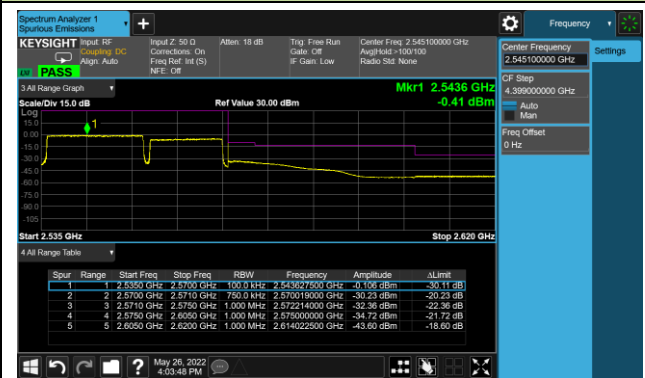 Spectrum Analyzer 1
Spurious Emissions
Frequency
KEYSIGHT
Input: RF
Coupling: DC
Align: Auto
Input Z: 50 Ω
Corrections: On
Freq Ref: Int (S)
NFE: Off
Atten: 18 dB
Trig: Free Run
Gate: Off
IF Gain: Low
Center Freq: 2.545100000 GHz
Avg|Hold:>100/100
Radio Std: None
PASS
Center Frequency
2.545100000 GHz
Settings
CF Step
4.399000000 GHz
Auto
Man
Freq Offset
0 Hz
3 All Range Graph
Mkr1 2.5436 GHz
Scale/Div 15.0 dB
Ref Value 30.00 dBm
-0.41 dBm
Log
1
15.0
0.00
-15.0
-30.0
-45.0
-60.0
-75.0
-90.0
-105
Start 2.535 GHz
Stop 2.620 GHz
4 All Range Table
Spur Range Start Freq Stop Freq RBW Frequency Amplitude ΔLimit
1 1 2.5350 GHz 2.5700 GHz 100.0 kHz 2.543627500 GHz -0.106 dBm -30.11 dB
2 2 2.5700 GHz 2.5710 GHz 750.0 kHz 2.570019000 GHz -30.23 dBm -20.23 dB
3 3 2.5710 GHz 2.5750 GHz 1.000 MHz 2.572214000 GHz -32.36 dBm -22.36 dB
4 4 2.5750 GHz 2.6050 GHz 1.000 MHz 2.575000000 GHz -34.72 dBm -21.72 dB
5 5 2.6050 GHz 2.6200 GHz 1.000 MHz 2.614022500 GHz -43.60 dBm -18.60 dB
May 26, 2022
4:03:48 PM